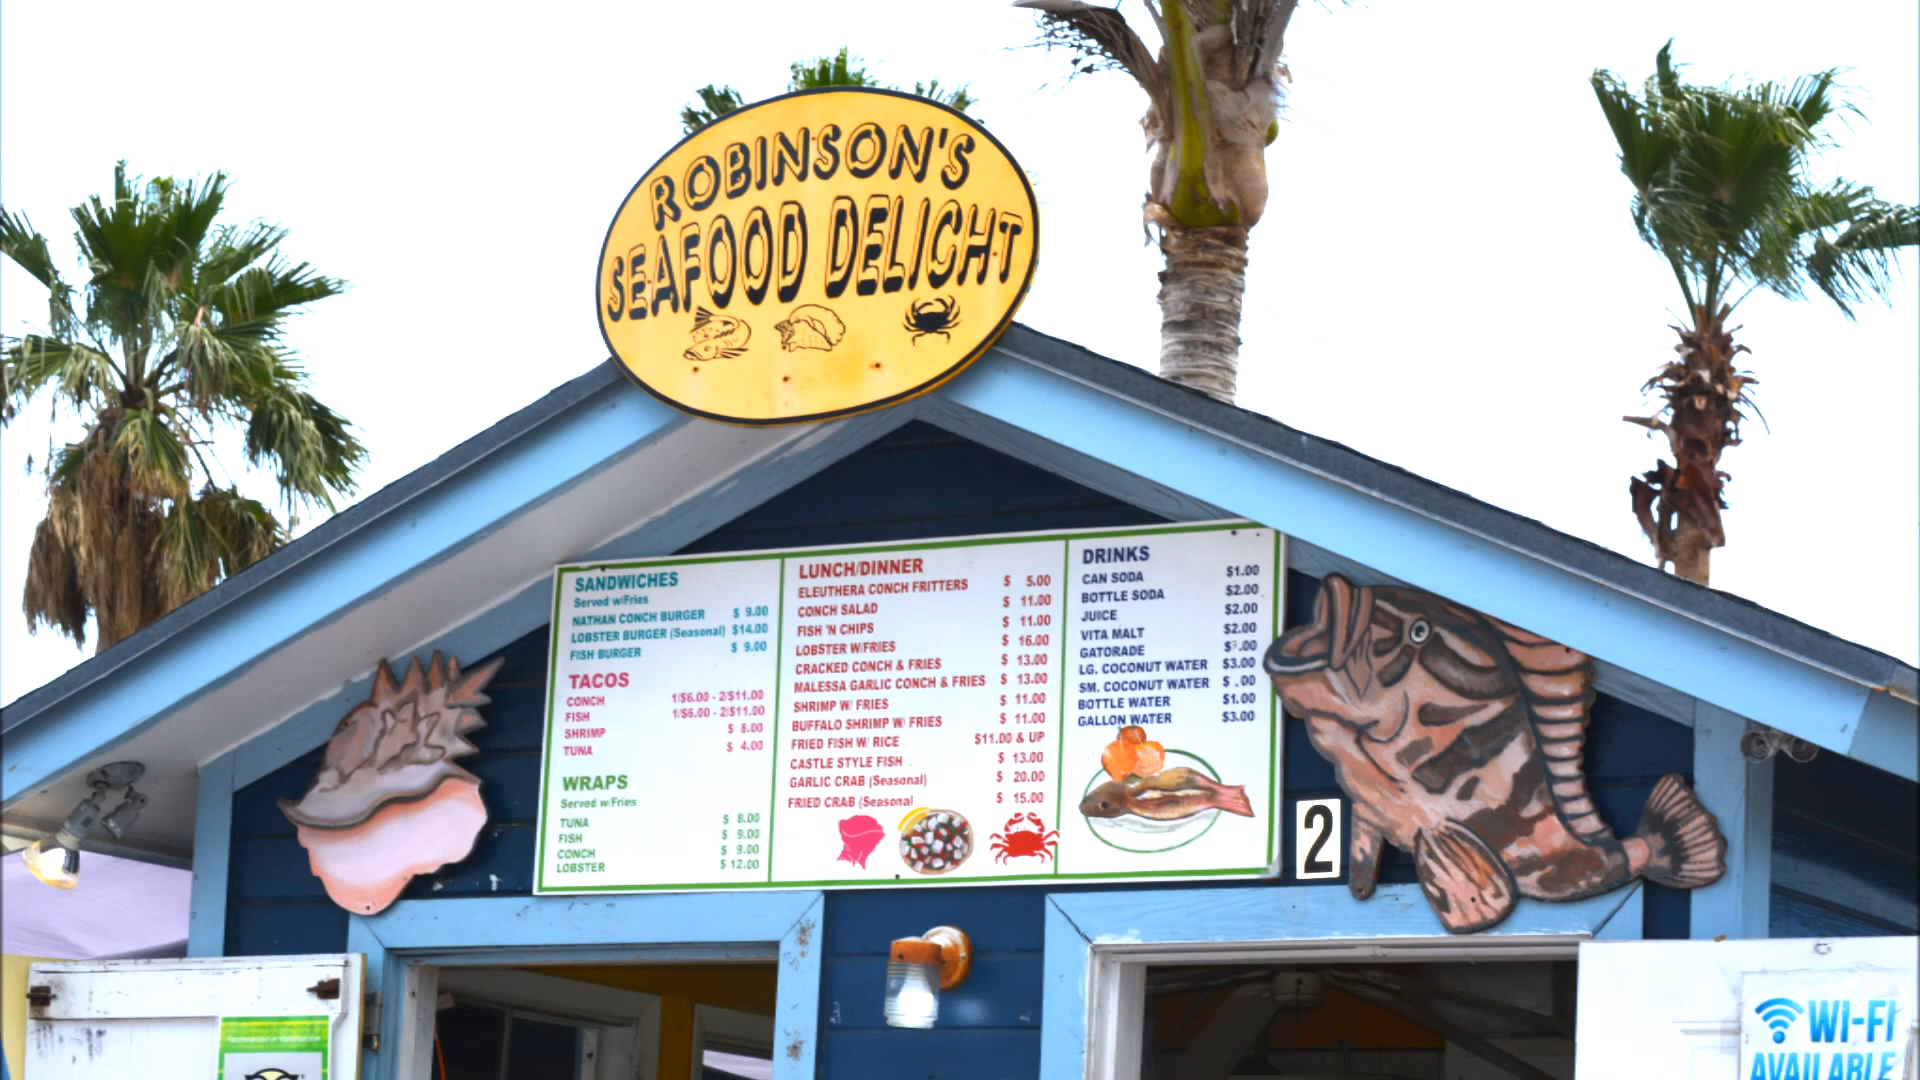 ROBINSON'S
SEAFOOD DELIGHT
SANDWICHES
Served w/Fries
NATHAN CONCH BURGER $ 9.00
LOBSTER BURGER (Seasonal) $14.00
FISH BURGER $ 9.00
TACOS
CONCH 1/$6.00 - 2/$11.00
FISH 1/$6.00 - 2/$11.00
SHRIMP $ 8.00
TUNA $ 4.00
WRAPS
Served w/Fries
TUNA $ 8.00
FISH $ 9.00
CONCH $ 9.00
LOBSTER $ 12.00
LUNCH/DINNER
ELEUTHERA CONCH FRITTERS $ 5.00
CONCH SALAD $ 11.00
FISH 'N CHIPS $ 11.00
LOBSTER W/FRIES $ 16.00
CRACKED CONCH & FRIES $ 13.00
MALESSA GARLIC CONCH & FRIES $ 13.00
SHRIMP W/ FRIES $ 11.00
BUFFALO SHRIMP W/ FRIES $ 11.00
FRIED FISH W/ RICE $11.00 & UP
CASTLE STYLE FISH $ 13.00
GARLIC CRAB (Seasonal) $ 20.00
FRIED CRAB (Seasonal $ 15.00
DRINKS
CAN SODA $1.00
BOTTLE SODA $2.00
JUICE $2.00
VITA MALT $2.00
GATORADE
LG. COCONUT WATER $3.00
SM. COCONUT WATER $ .00
BOTTLE WATER $1.00
GALLON WATER $3.00
2
WI-FI
AVAILABLE